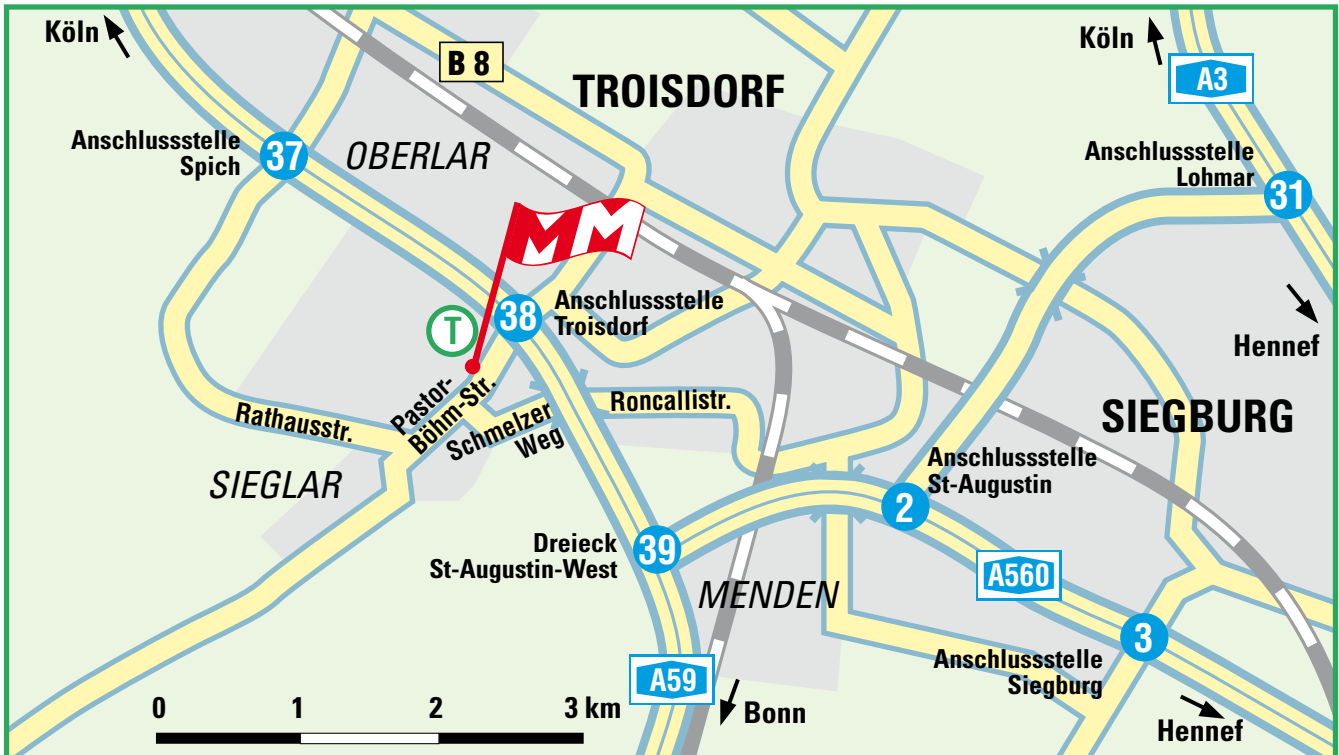 Köln
B 8
TROISDORF
Köln
A3
Anschlussstelle
Spich
37
OBERLAR
Anschlussstelle
Lohmar
31
MM
T
38
Anschlussstelle
Troisdorf
Hennef
Pastor-
Böhm-Str.
Rathausstr.
Schmelzer
Weg
Roncallistr.
SIEGBURG
SIEGLAR
Anschlussstelle
St-Augustin
2
Dreieck
St-Augustin-West
39
A560
MENDEN
3
Anschlussstelle
Siegburg
A59
Bonn
Hennef
0 1 2 3 km